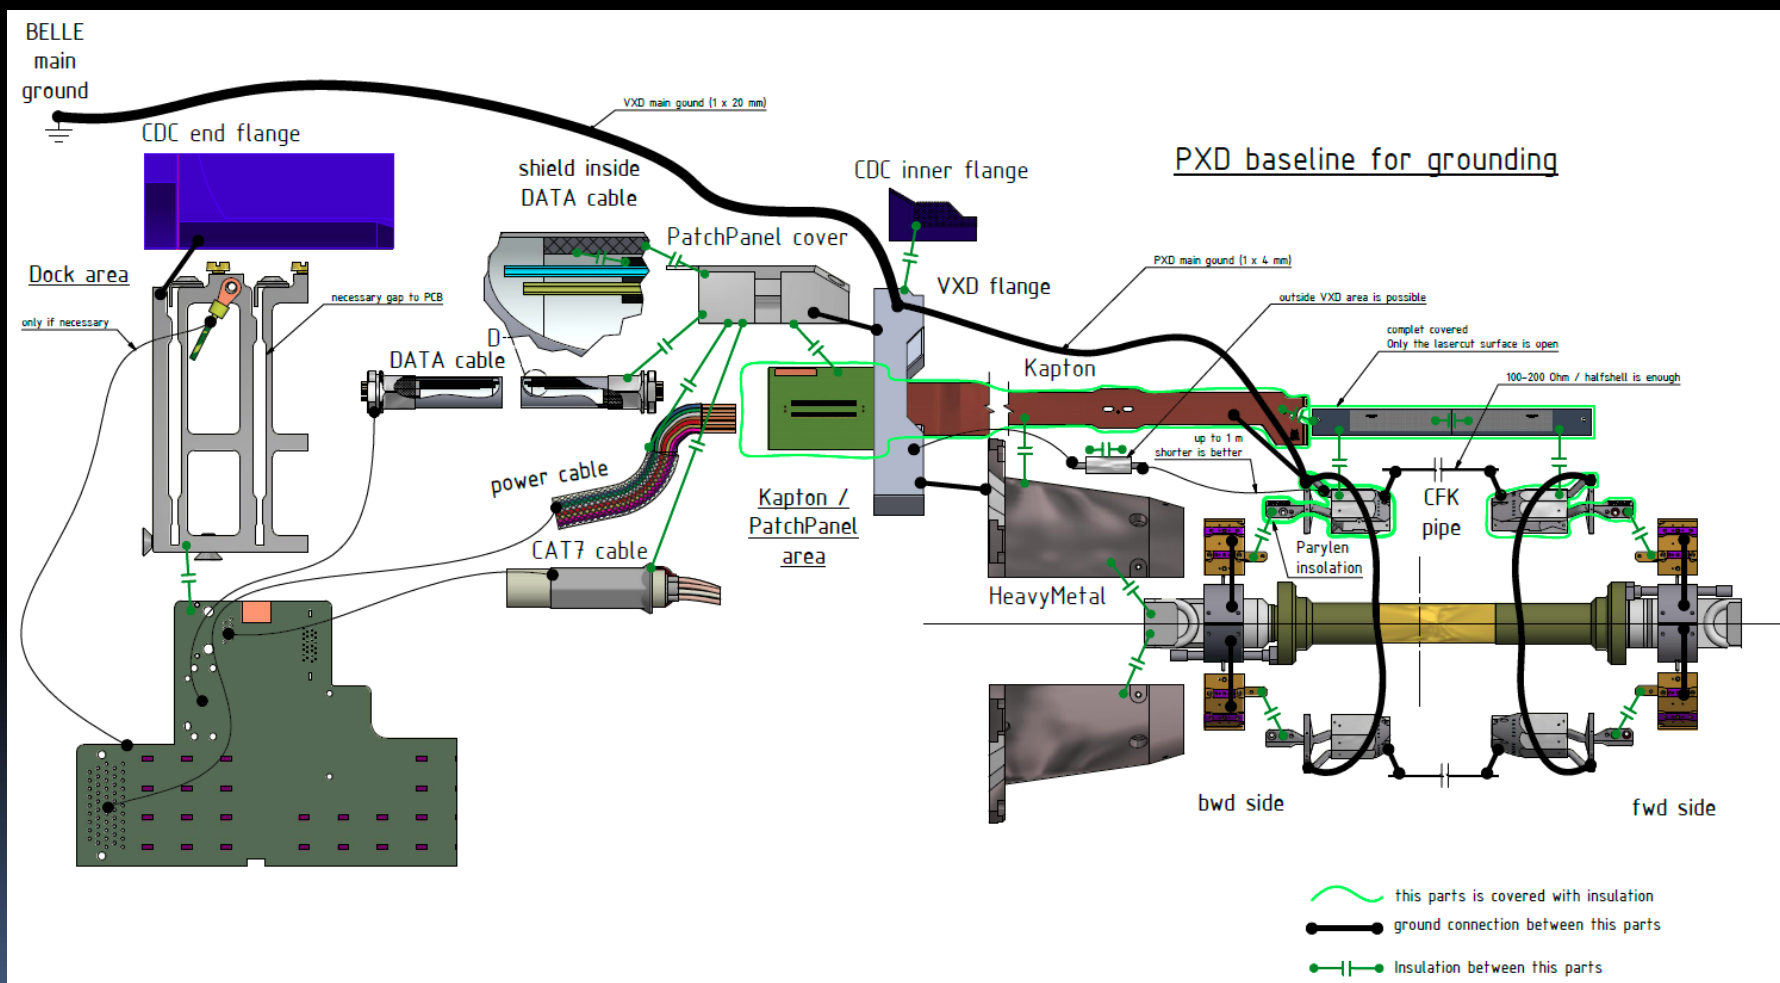 BELLE
main
ground
VXD main gound (1 x 20 mm)
CDC end flange
shield inside
DATA cable
CDC inner flange
PXD baseline for grounding
PatchPanel cover
Dock area
necessary gap to PCB
only if necessary
VXD flange
PXD main gound (1 x 4 mm)
outside VXD area is possible
complet covered
Only the lasercut surface is open
D
DATA cable
Kapton
100-200 Ohm / halfshell is enough
up to 1 m
shorter is better
power cable
Kapton /
PatchPanel
area
CFK
pipe
CAT7 cable
Parylen
insolation
HeavyMetal
bwd side
fwd side
this parts is covered with insulation
ground connection between this parts
Insulation between this parts